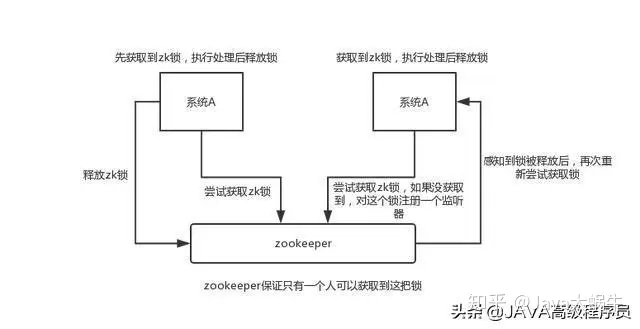 先获取到zk锁，执行处理后释放锁
获取到zk锁，执行处理后释放锁
系统A
系统A
释放zk锁
尝试获取zk锁
尝试获取zk锁，如果没获取
到，对这个锁注册一个监听
器
感知到锁被释放后，再次重
新尝试获取锁
zookeeper
zookeeper保证只有一个人可以获取到这把锁
知乎 @Java大蜗牛
头条 @JAVA高级程序员